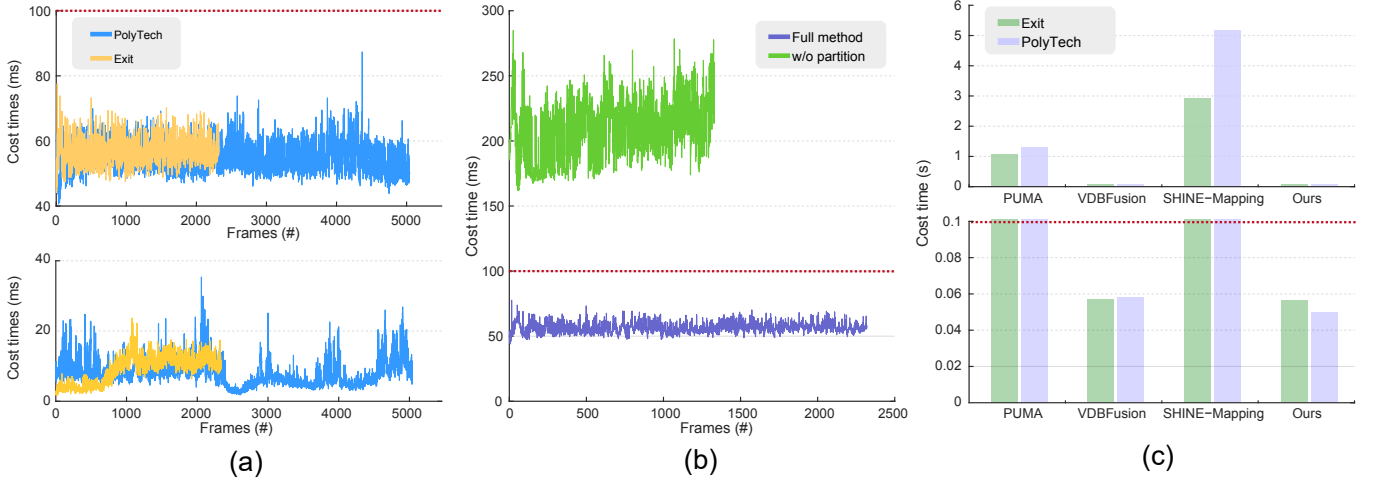 100
80
60
40
Cost times (ms)
PolyTech
Exit
0
1000
2000
3000
4000
5000
Frames (#)
40
20
0
Cost times (ms)
0
1000
2000
3000
4000
5000
Frames (#)
(a)
300
250
200
150
100
50
0
Cost time (ms)
Full method
w/o partition
0
500
1000
1500
2000
2500
Frames (#)
(b)
6
5
4
3
2
1
0
Exit
PolyTech
PUMA
VDBFusion
SHINE−Mapping
Ours
Cost time (s)
0.1
0.08
0.06
0.04
0.02
0
PUMA
VDBFusion
SHINE−Mapping
Ours
(c)